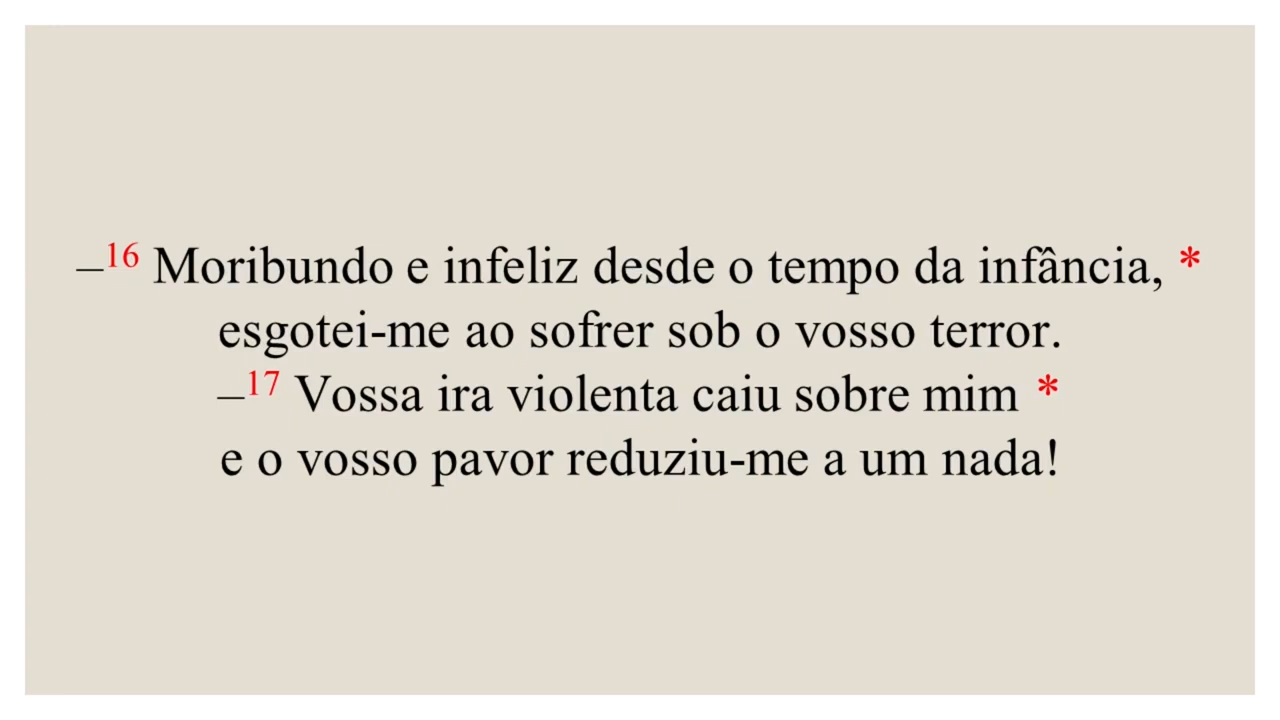 –16 Moribundo e infeliz desde o tempo da infância, *
esgotei-me ao sofrer sob o vosso terror.
–17 Vossa ira violenta caiu sobre mim *
e o vosso pavor reduziu-me a um nada!